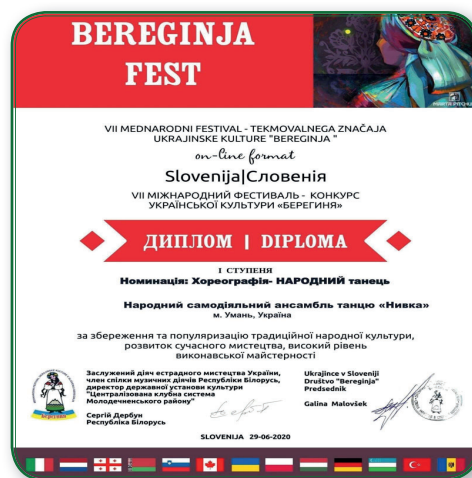 BEREGINJA
FEST
VII MEDNARODNI FESTIVAL - TEKMOVALNEGA ZNAČAJA
UKRAJINSKE KULTURE "BEREGINJA "
on-line format
Slovenija|Словенія
VII МІЖНАРОДНИЙ ФЕСТИВАЛЬ - КОНКУРС
УКРАЇНСЬКОЇ КУЛЬТУРИ «БЕРЕГИНЯ»
ДИПЛОМ | DIPLOMA
І СТУПЕНЯ
Номинація: Хореографія- НАРОДНИЙ танець
Народний самодіяльний ансамбль танцю «Нивка»
м. Умань, Україна
за збереження та популяризацію традиційної народної культури,
розвиток сучасного мистецтва, високий рівень
виконавської майстерності
Заслужений діяч естрадного мистецтва України,
член спілки музичних діячів Республіки Білорусь,
директор державної установи культури
"Централізована клубна система
Молодечненського району"
Сергій Дербун
Республіка Білорусь
Ukrajince v Sloveniji
Društvo "Bereginja"
Predsednik
Galina Malovšek
SLOVENIJA 29-06-2020